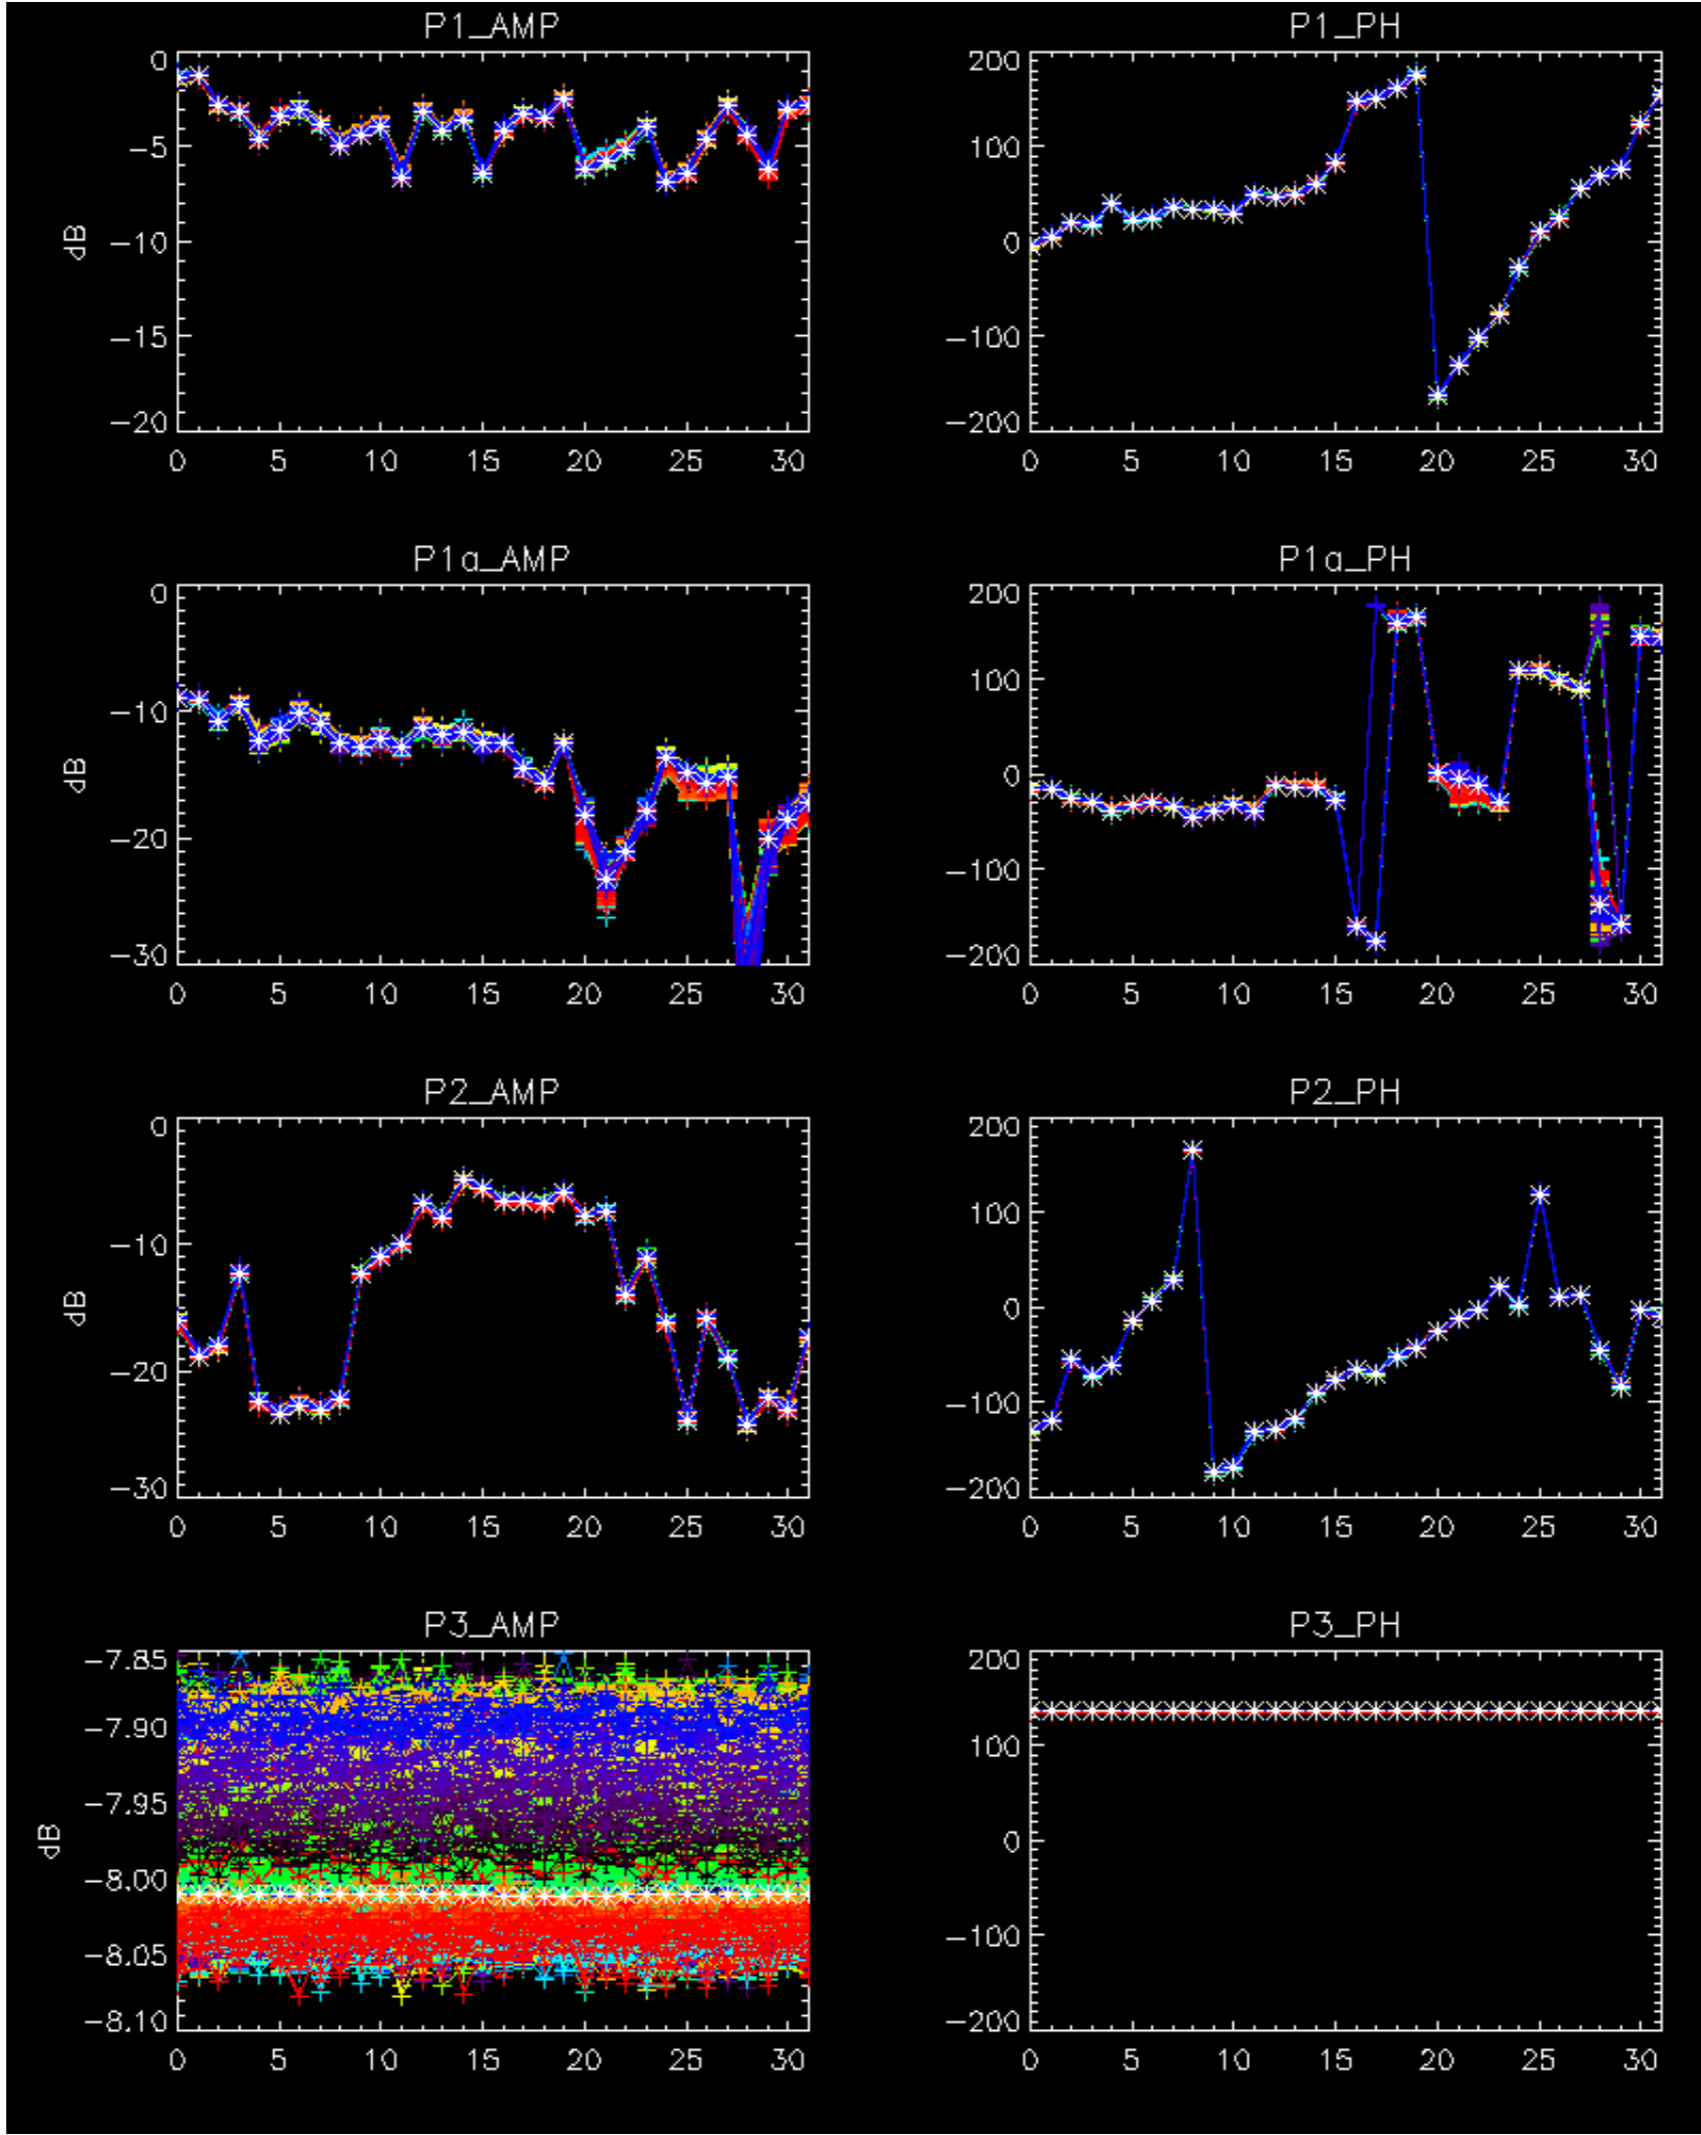 P1_AMP P1_PH
0 200
−5 100
−10 0
−15 −100
−20 −200
dB
0 5 10 15 20 25 30 0 5 10 15 20 25 30
P1a_AMP P1a_PH
0 200
100
−10 0
−20 −100
−30 −200
dB
0 5 10 15 20 25 30 0 5 10 15 20 25 30
P2_AMP P2_PH
0 200
100
−10 0
−20 −100
−30 −200
dB
0 5 10 15 20 25 30 0 5 10 15 20 25 30
P3_AMP P3_PH
−7.85 200
−7.90 100
−7.95
−8.00 0
−8.05 −100
−8.10 −200
dB
0 5 10 15 20 25 30 0 5 10 15 20 25 30